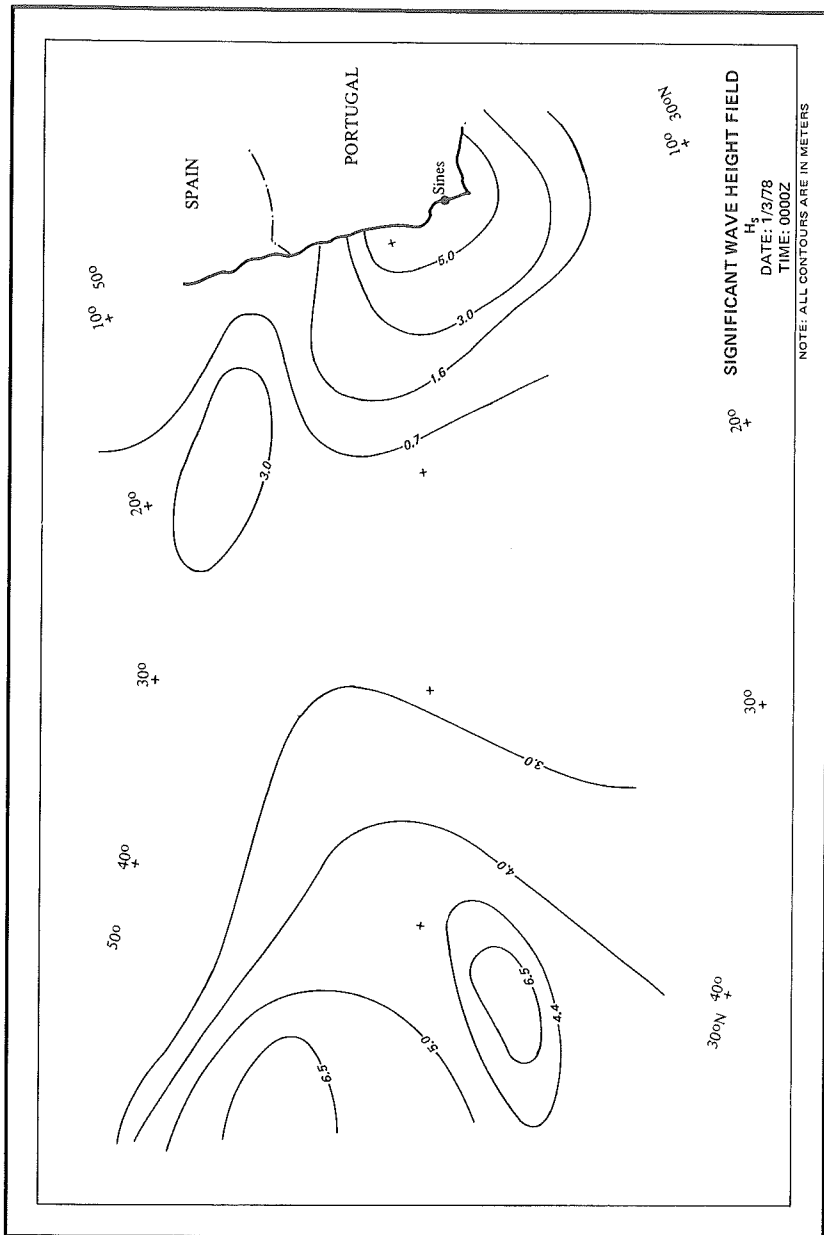 SPAIN
PORTUGAL
Sines
10° 50°
20°
30°
40°
50°
10° 30°N
20°
30°
30°N 40°
5.0
3.0
1.6
0.7
3.0
3.0
4.0
5.0
6.5
6.5
4.4
SIGNIFICANT WAVE HEIGHT FIELD
Hs
DATE: 1/3/78
TIME: 0000Z
NOTE: ALL CONTOURS ARE IN METERS